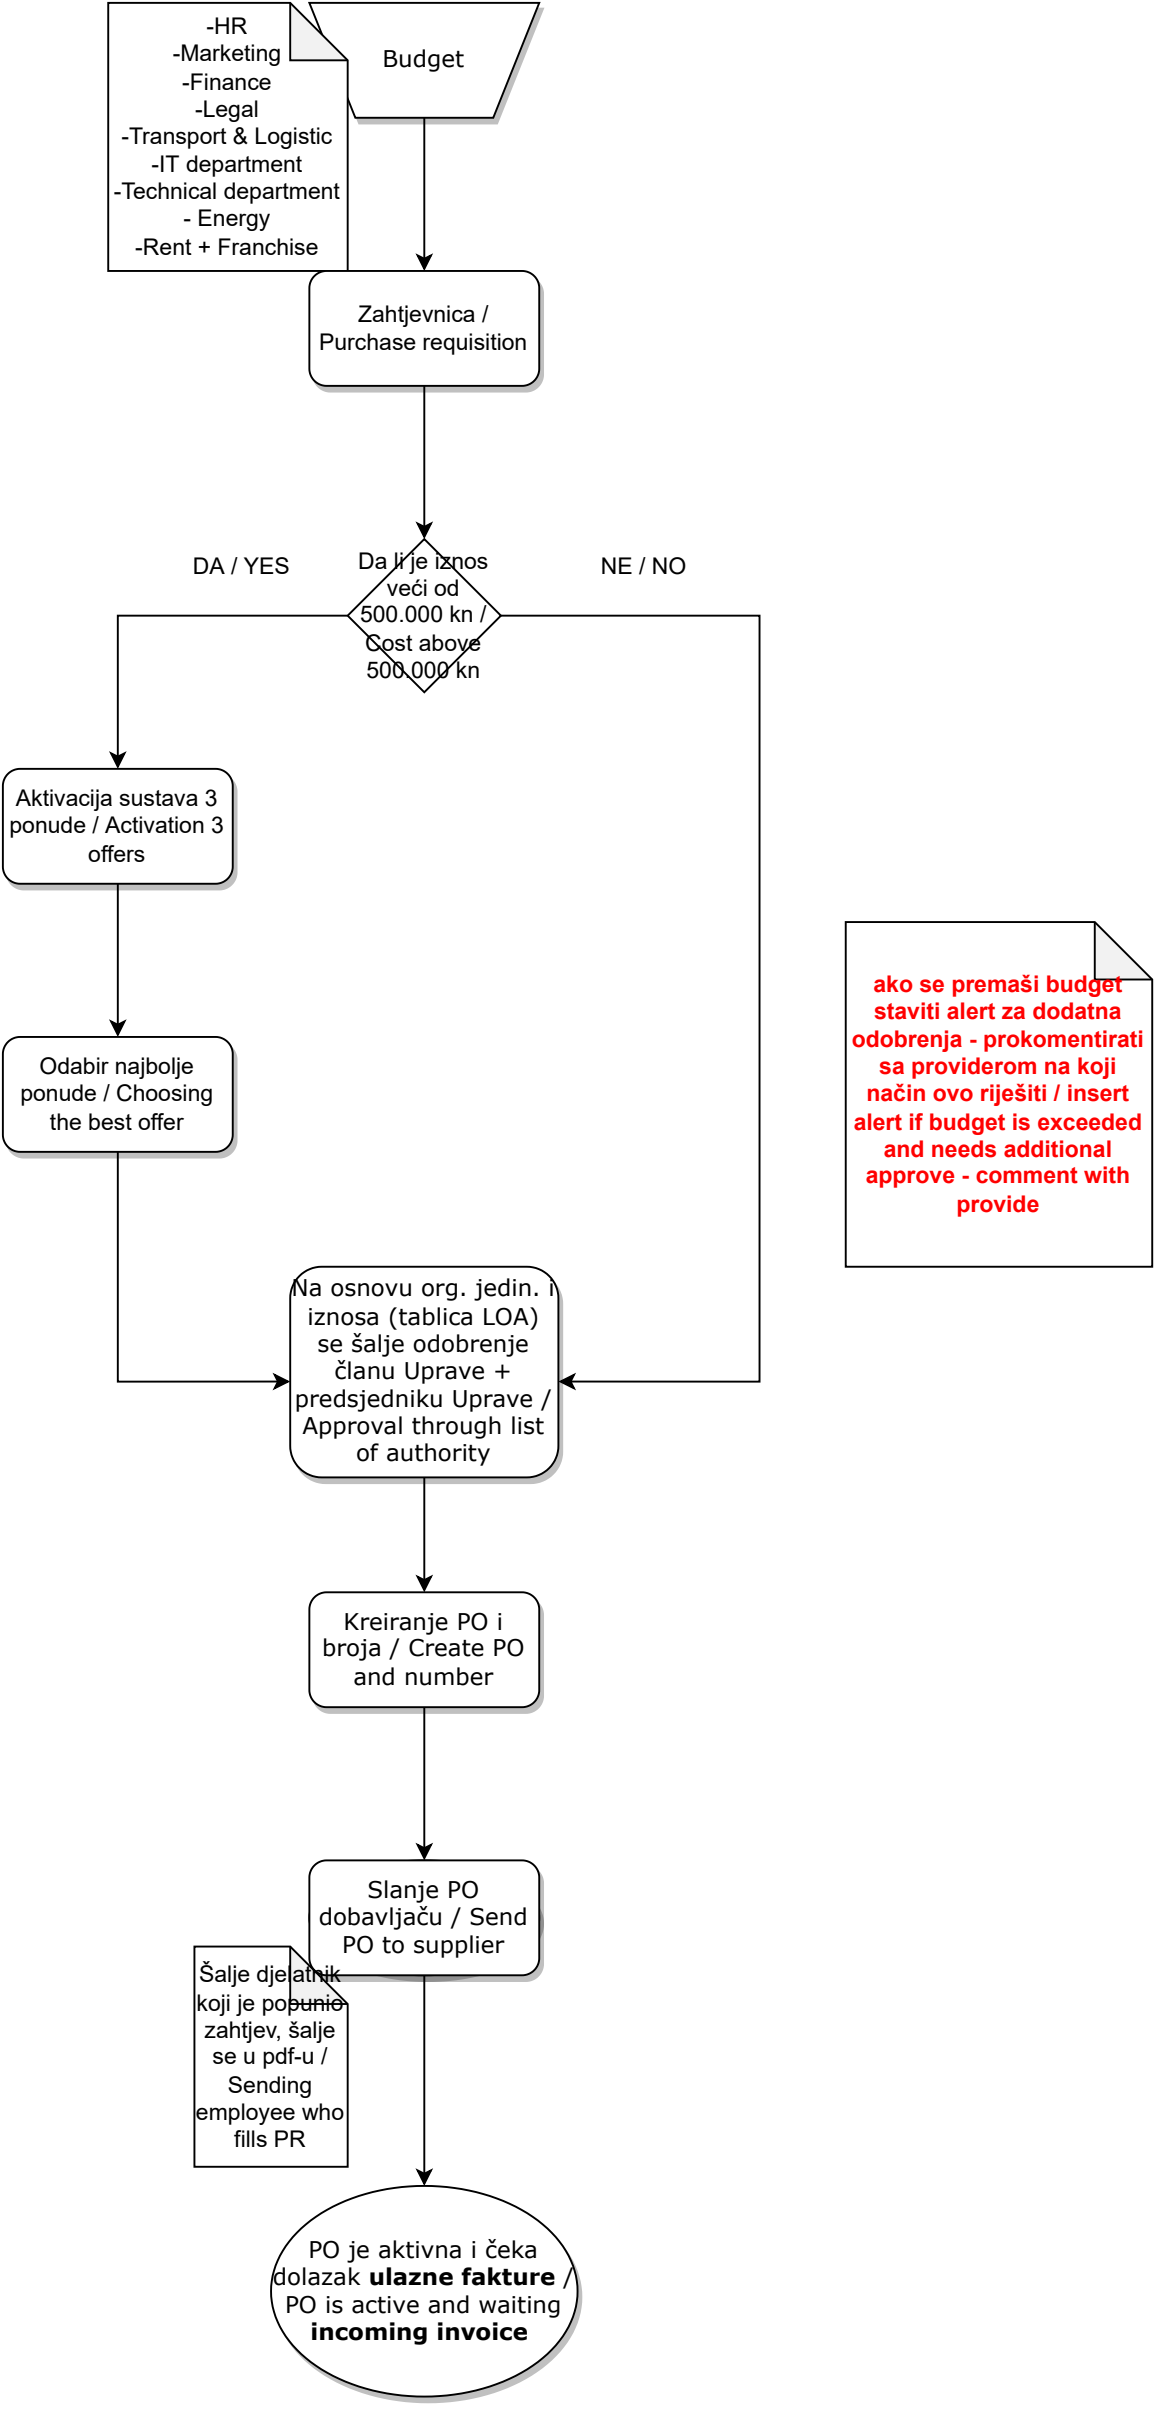 -HR
-Marketing
-Finance
-Legal
-Transport & Logistic
-IT department
-Technical department
- Energy
-Rent + Franchise
Budget
Zahtjevnica /
Purchase requisition
DA / YES
Da li je iznos
veći od
500.000 kn /
Cost above
500.000 kn
NE / NO
Aktivacija sustava 3
ponude / Activation 3
offers
Odabir najbolje
ponude / Choosing
the best offer
ako se premaši budget
staviti alert za dodatna
odobrenja - prokomentirati
sa providerom na koji
način ovo riješiti / insert
alert if budget is exceeded
and needs additional
approve - comment with
provide
Na osnovu org. jedin. i
iznosa (tablica LOA)
se šalje odobrenje
članu Uprave +
predsjedniku Uprave /
Approval through list
of authority
Kreiranje PO i
broja / Create PO
and number
Slanje PO
dobavljaču / Send
PO to supplier
Šalje djelatnik
koji je popunio
zahtjev, šalje
se u pdf-u /
Sending
employee who
fills PR
PO je aktivna i čeka
dolazak ulazne fakture /
PO is active and waiting
incoming invoice